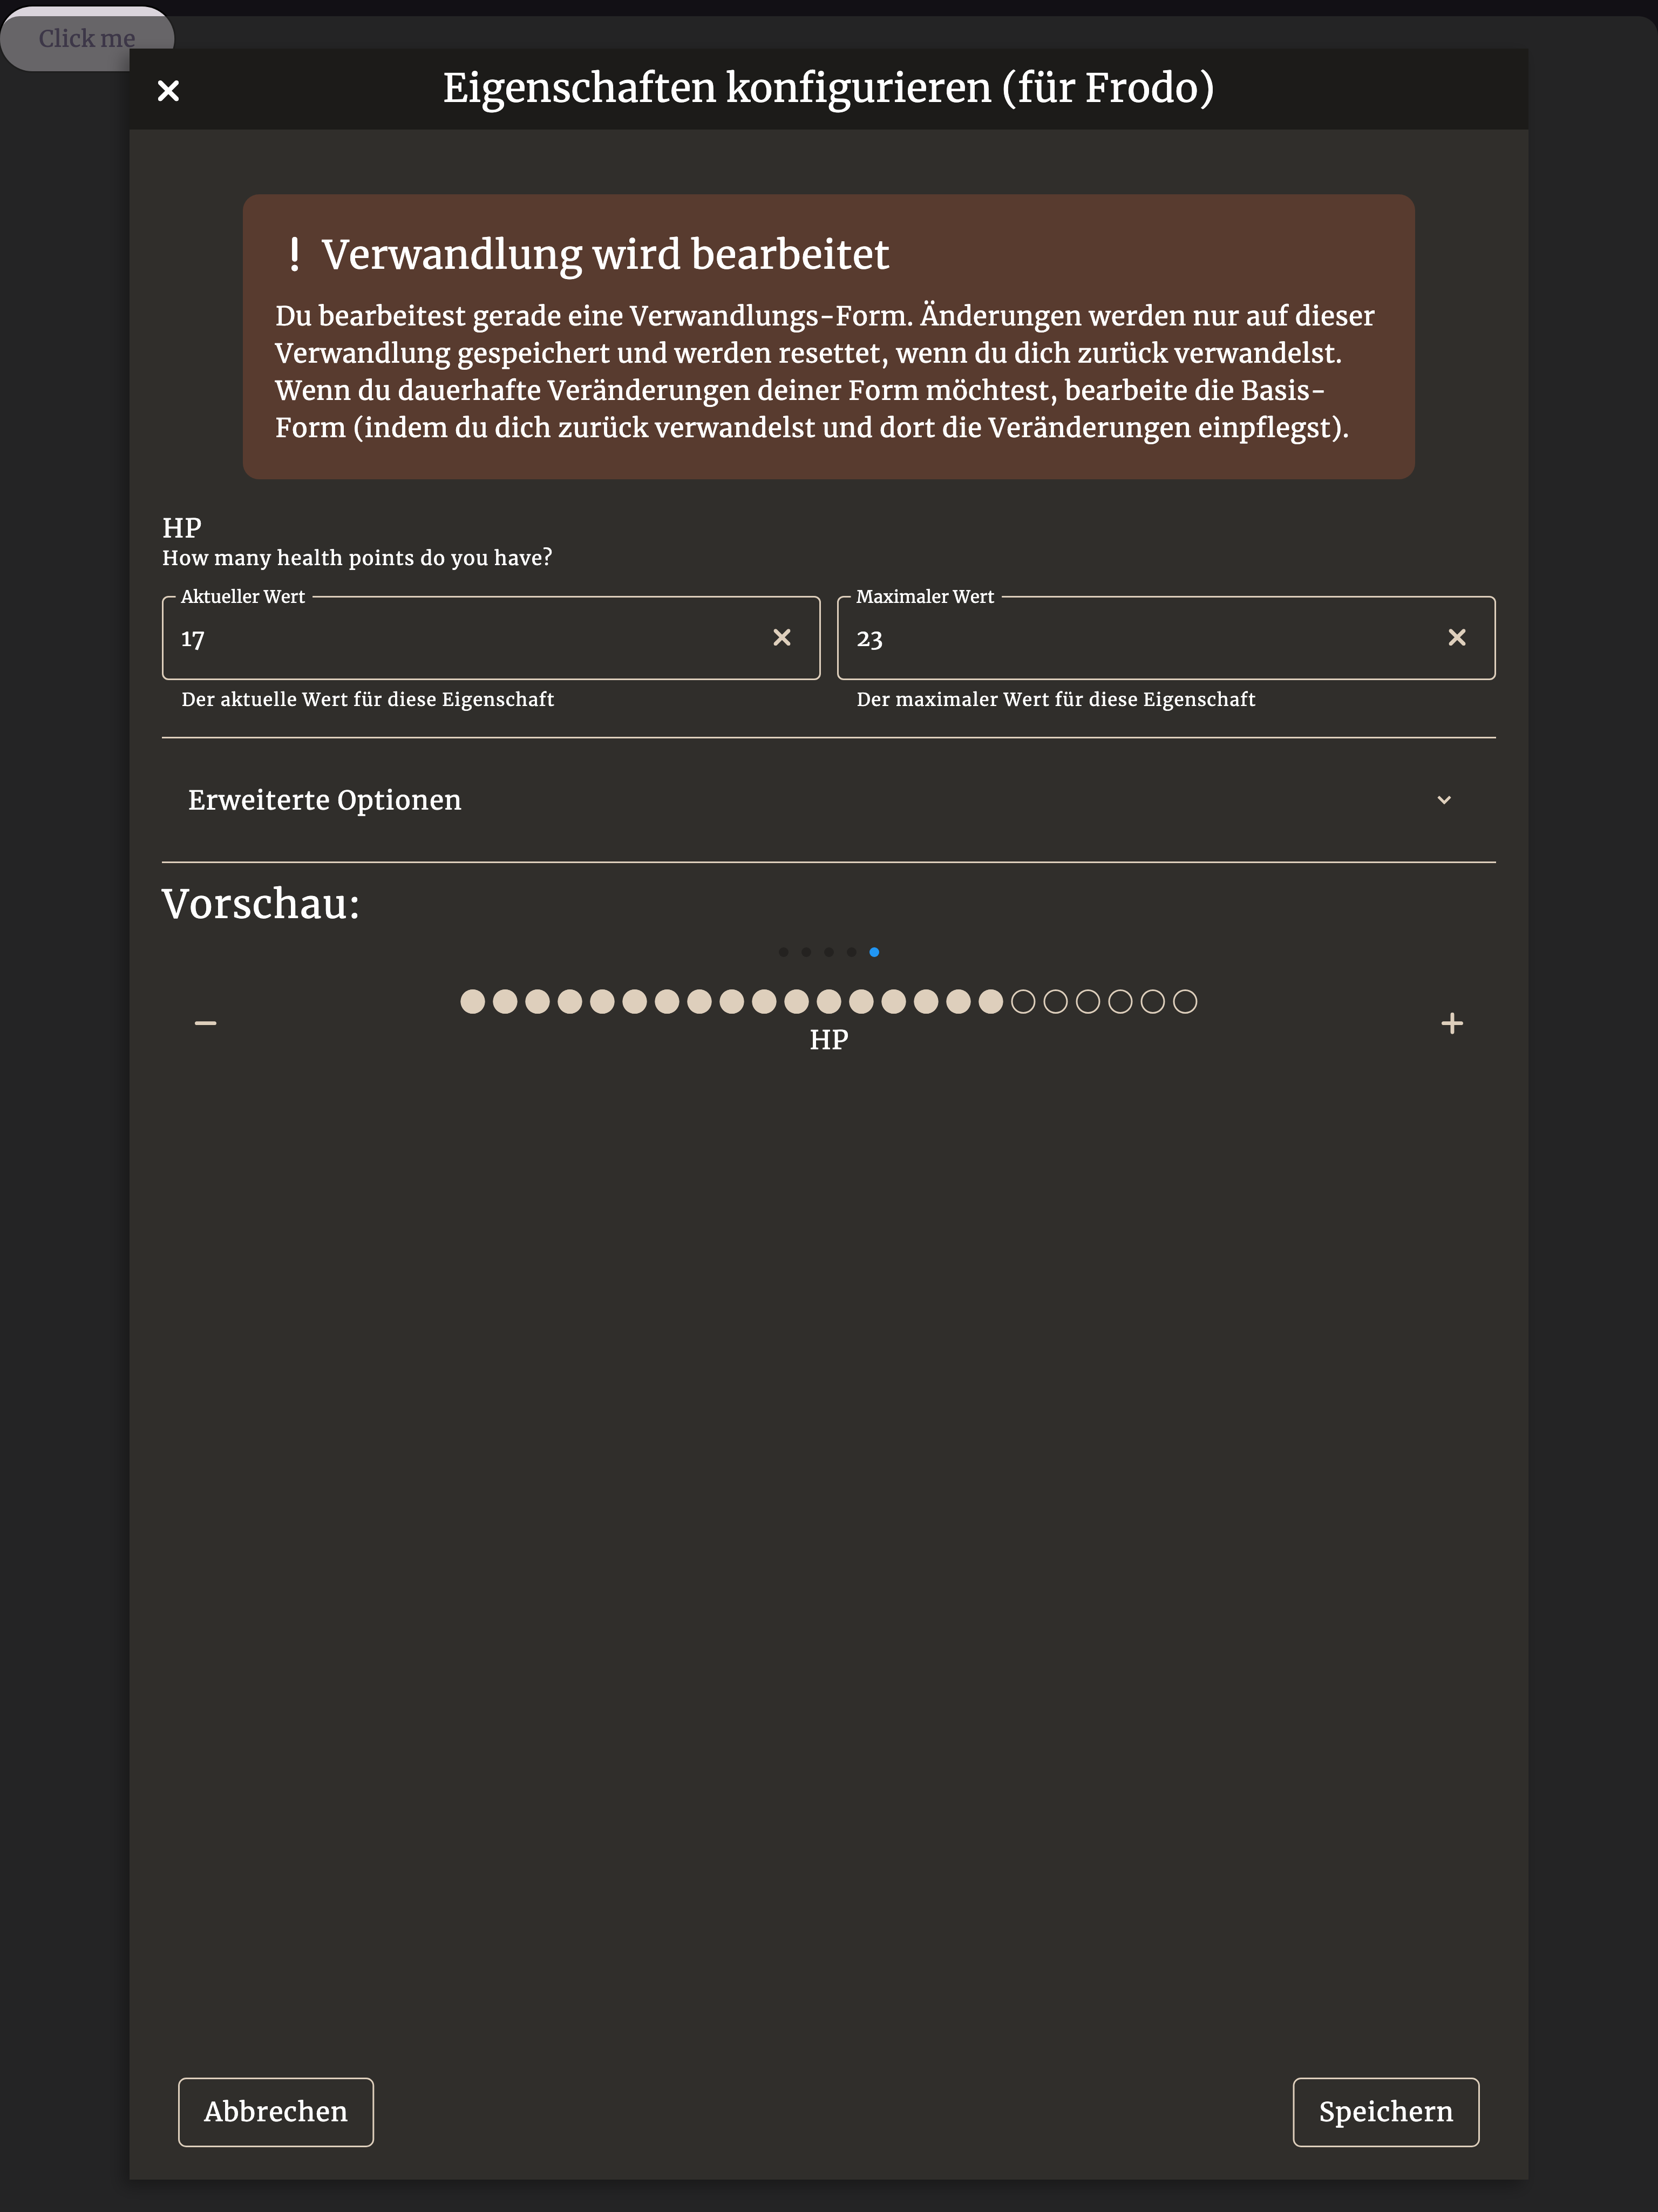 Click me
Eigenschaften konfigurieren (für Frodo)
! Verwandlung wird bearbeitet
Du bearbeitest gerade eine Verwandlungs-Form. Änderungen werden nur auf dieser
Verwandlung gespeichert und werden resettet, wenn du dich zurück verwandelst.
Wenn du dauerhafte Veränderungen deiner Form möchtest, bearbeite die Basis-
Form (indem du dich zurück verwandelst und dort die Veränderungen einpflegst).
HP
How many health points do you have?
Aktueller Wert
17
Der aktuelle Wert für diese Eigenschaft
Maximaler Wert
23
Der maximaler Wert für diese Eigenschaft
Erweiterte Optionen
Vorschau:
HP
Abbrechen
Speichern